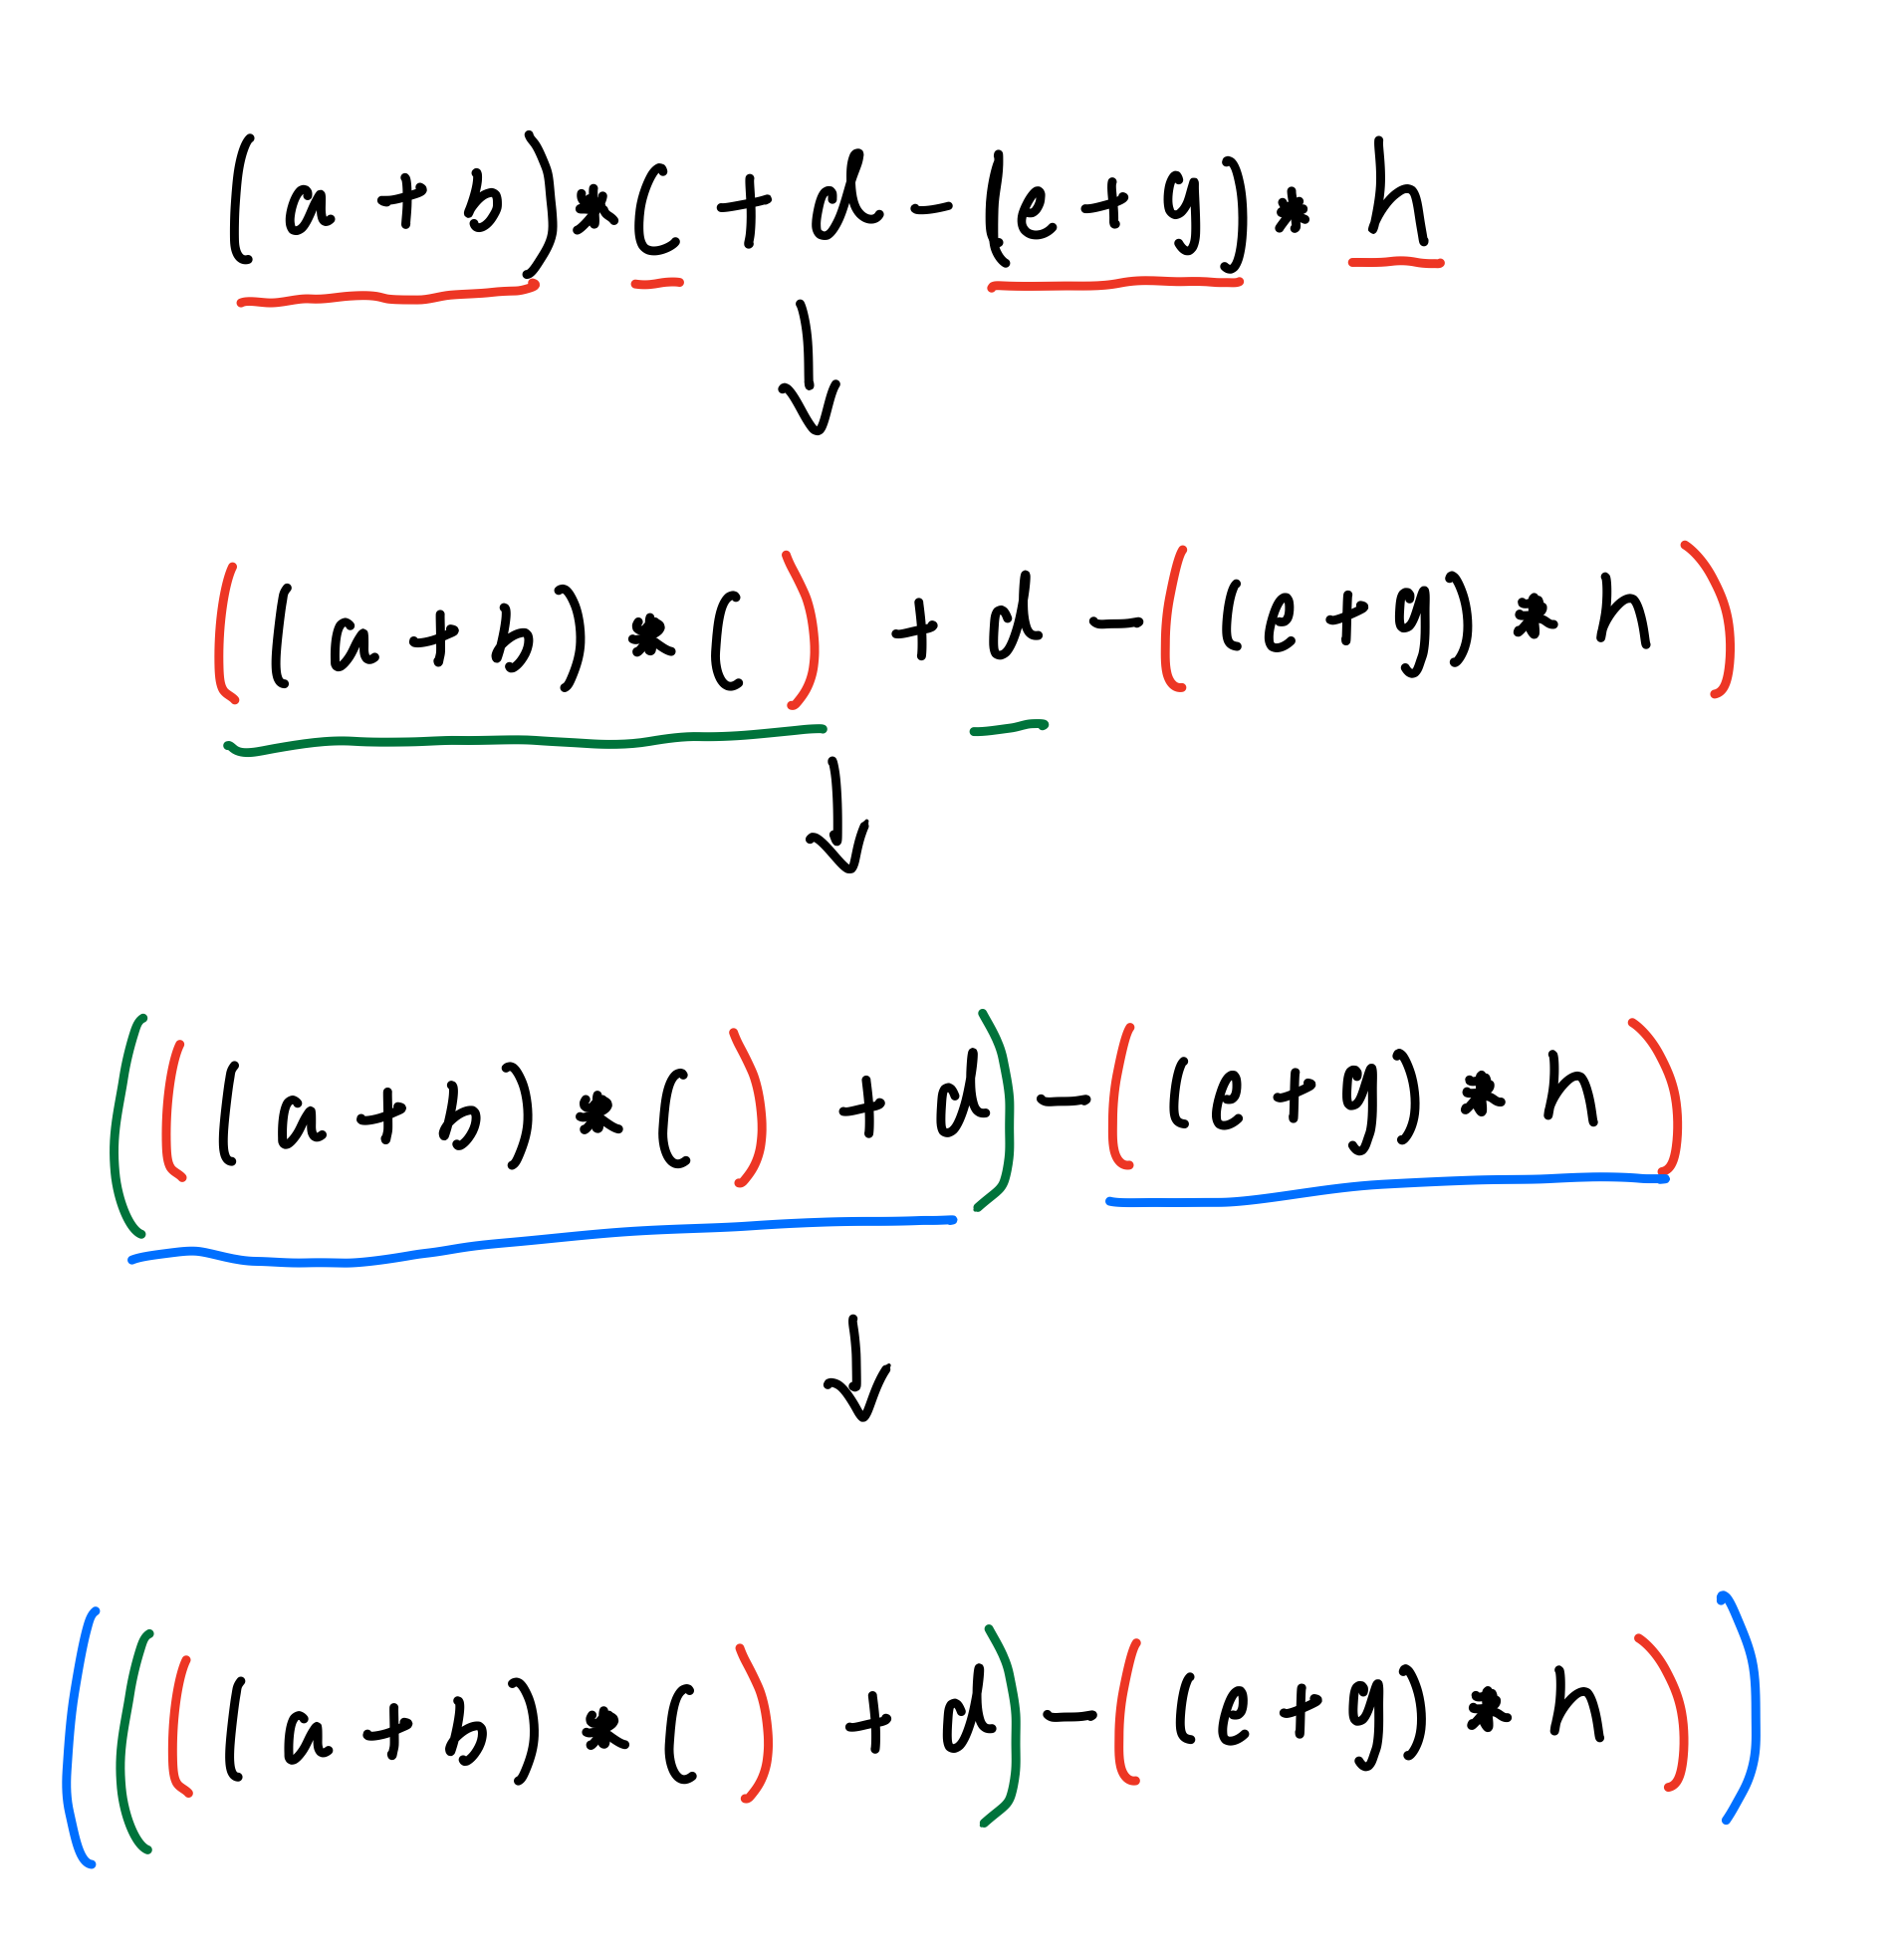 (a + b) * c + d - (e + g) * h
((a + b) * c) + d - ((e + g) * h)
(((a + b) * c) + d) - ((e + g) * h)
((((a + b) * c) + d) - ((e + g) * h))